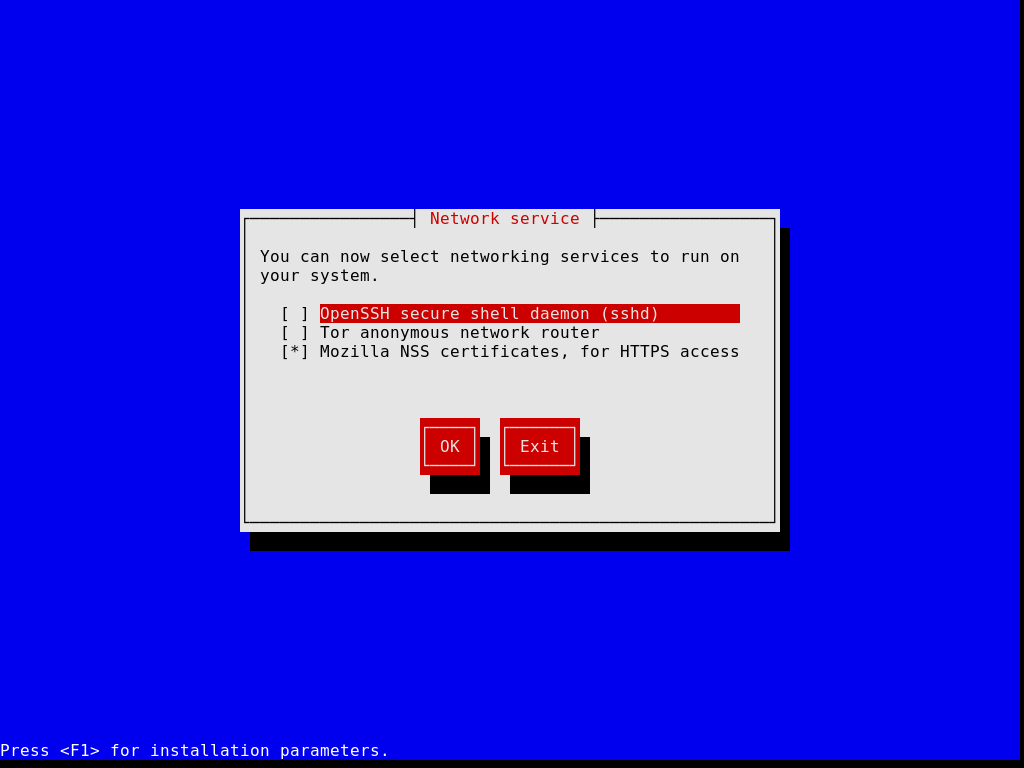 Network service
You can now select networking services to run on
your system.
[ ] OpenSSH secure shell daemon (sshd)
[ ] Tor anonymous network router
[*] Mozilla NSS certificates, for HTTPS access
OK Exit
Press <F1> for installation parameters.